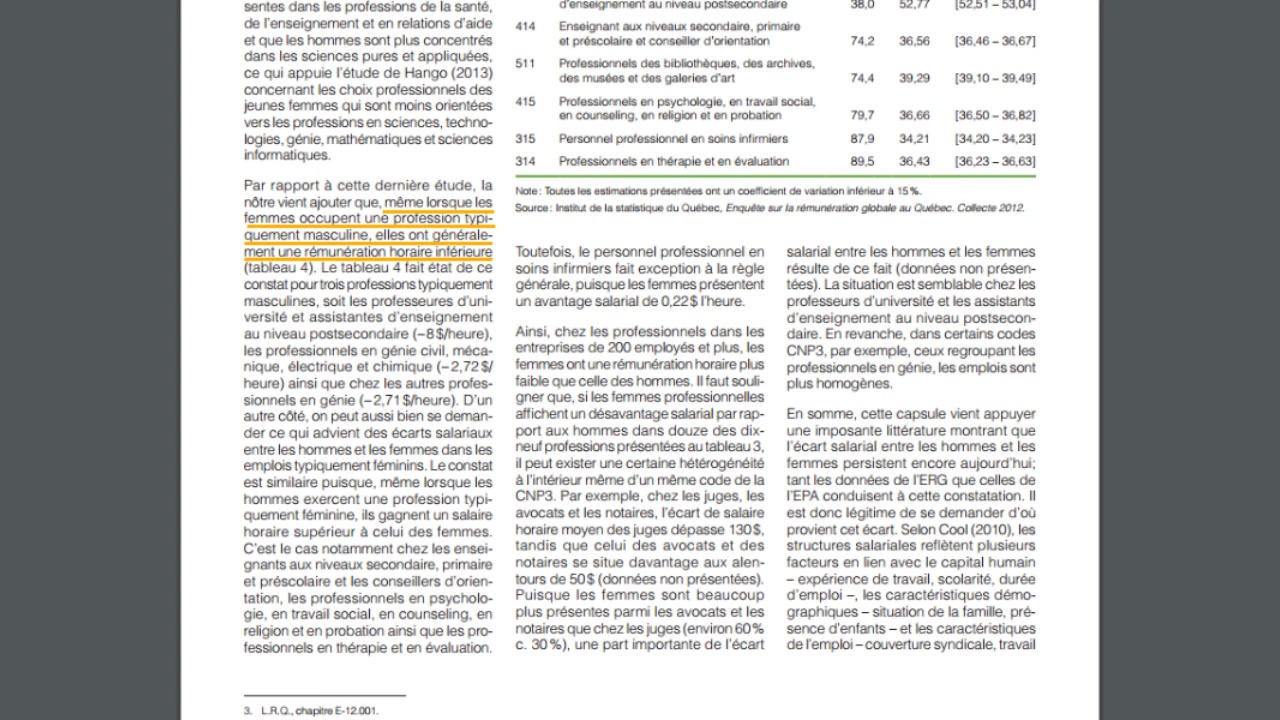 sentes dans les professions de la santé,
de l'enseignement et en relations d'aide
et que les hommes sont plus concentrés
dans les sciences pures et appliquées,
ce qui appuie l'étude de Hango (2013)
concernant les choix professionnels des
jeunes femmes qui sont moins orientées
vers les professions en sciences, techno-
logies, génie, mathématiques et sciences
informatiques.
Par rapport à cette dernière étude, la
nôtre vient ajouter que, même lorsque les
femmes occupent une profession typi-
quement masculine, elles ont générale-
ment une rémunération horaire inférieure
(tableau 4). Le tableau 4 fait état de ce
constat pour trois professions typiquement
masculines, soit les professeures d'uni-
versité et assistantes d'enseignement
au niveau postsecondaire (–8 $/heure),
les professionnels en génie civil, méca-
nique, électrique et chimique (–2,72 $/
heure) ainsi que chez les autres profes-
sionnels en génie (–2,71 $/heure). D'un
autre côté, on peut aussi bien se deman-
der ce qui advient des écarts salariaux
entre les hommes et les femmes dans les
emplois typiquement féminins. Le constat
est similaire puisque, même lorsque les
hommes exercent une profession typi-
quement féminine, ils gagnent un salaire
horaire supérieur à celui des femmes.
C'est le cas notamment chez les ensei-
gnants aux niveaux secondaire, primaire
et préscolaire et les conseillers d'orien-
tation, les professionnels en psycholo-
gie, en travail social, en counseling, en
religion et en probation ainsi que les pro-
fessionnels en thérapie et en évaluation.
d'enseignement au niveau postsecondaire 38,0 52,77 [52,51 – 53,04]
414 Enseignant aux niveaux secondaire, primaire
et préscolaire et conseiller d'orientation 74,2 36,56 [36,46 – 36,67]
511 Professionnels des bibliothèques, des archives,
des musées et des galeries d'art 74,4 39,29 [39,10 – 39,49]
415 Professionnels en psychologie, en travail social,
en counseling, en religion et en probation 79,7 36,66 [36,50 – 36,82]
315 Personnel professionnel en soins infirmiers 87,9 34,21 [34,20 – 34,23]
314 Professionnels en thérapie et en évaluation 89,5 36,43 [36,23 – 36,63]
Note : Toutes les estimations présentées ont un coefficient de variation inférieur à 15 %.
Source : Institut de la statistique du Québec, Enquête sur la rémunération globale au Québec. Collecte 2012.
Toutefois, le personnel professionnel en
soins infirmiers fait exception à la règle
générale, puisque les femmes présentent
un avantage salarial de 0,22 $ l'heure.
Ainsi, chez les professionnels dans les
entreprises de 200 employés et plus, les
femmes ont une rémunération horaire plus
faible que celle des hommes. Il faut souli-
gner que, si les femmes professionnelles
affichent un désavantage salarial par rap-
port aux hommes dans douze des dix-
neuf professions présentées au tableau 3,
il peut exister une certaine hétérogénéité
à l'intérieur même d'un même code de la
CNP3. Par exemple, chez les juges, les
avocats et les notaires, l'écart de salaire
horaire moyen des juges dépasse 130 $,
tandis que celui des avocats et des
notaires se situe davantage aux alen-
tours de 50 $ (données non présentées).
Puisque les femmes sont beaucoup
plus présentes parmi les avocats et les
notaires que chez les juges (environ 60 %
c. 30 %), une part importante de l'écart
salarial entre les hommes et les femmes
résulte de ce fait (données non présen-
tées). La situation est semblable chez les
professeurs d'université et les assistants
d'enseignement au niveau postsecon-
daire. En revanche, dans certains codes
CNP3, par exemple, ceux regroupant les
professionnels en génie, les emplois sont
plus homogènes.
En somme, cette capsule vient appuyer
une imposante littérature montrant que
l'écart salarial entre les hommes et les
femmes persistent encore aujourd'hui;
tant les données de l'ERG que celles de
l'EPA conduisent à cette constatation. Il
est donc légitime de se demander d'où
provient cet écart. Selon Cool (2010), les
structures salariales reflètent plusieurs
facteurs en lien avec le capital humain
– expérience de travail, scolarité, durée
d'emploi –, les caractéristiques démo-
graphiques – situation de la famille, pré-
sence d'enfants – et les caractéristiques
de l'emploi – couverture syndicale, travail
3. L.R.Q., chapitre E-12.001.